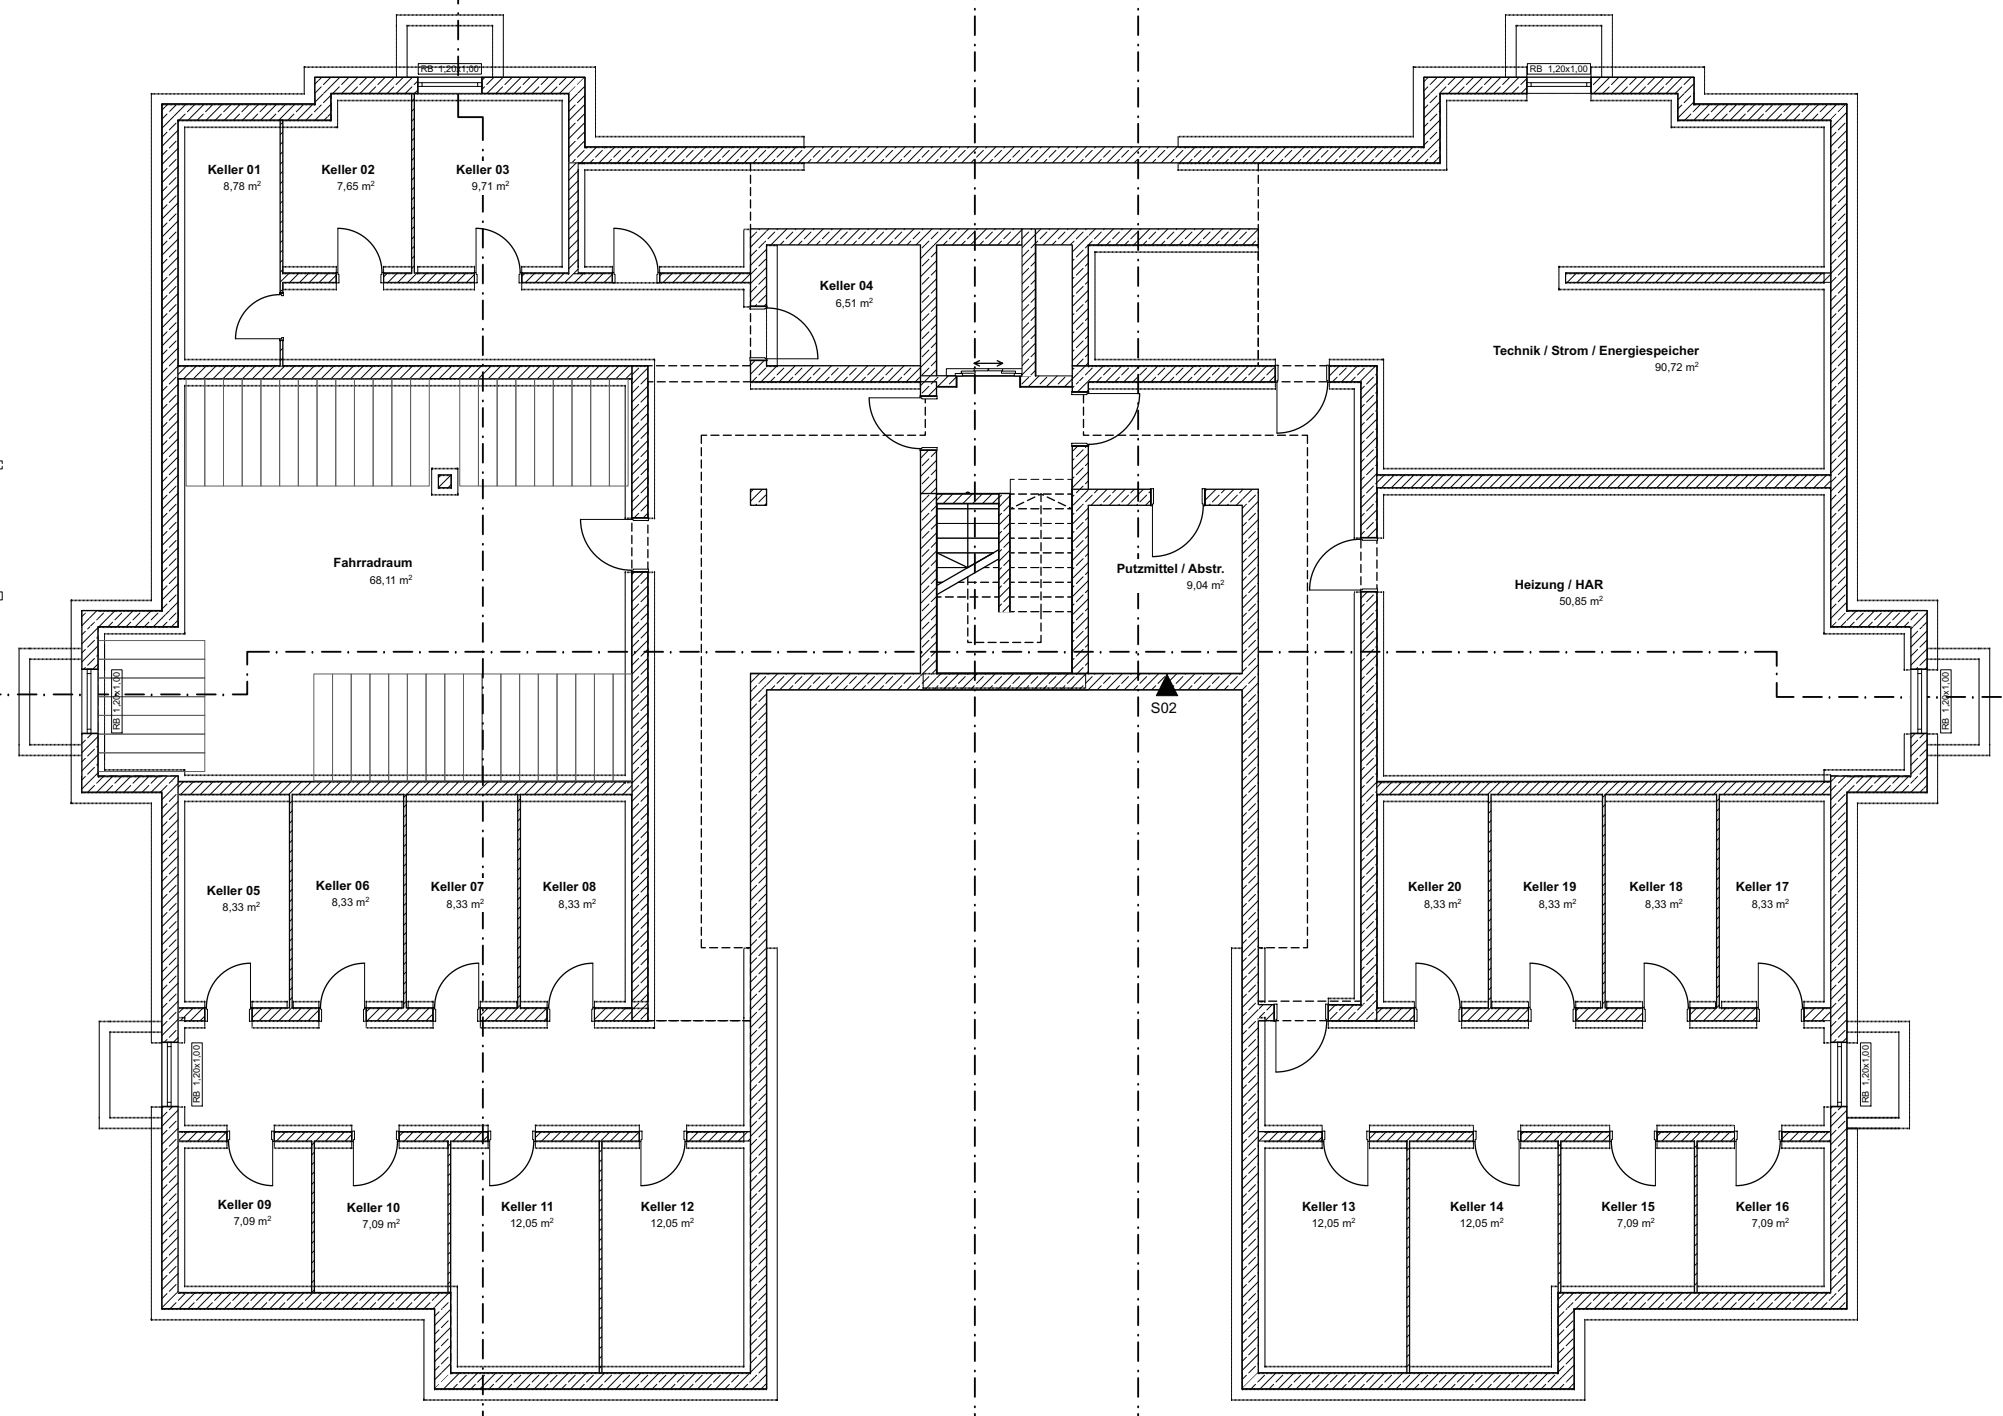 RB 1,20x1,00
RB 1,20x1,00
Keller 01
8,78 m²
Keller 02
7,65 m²
Keller 03
9,71 m²
Keller 04
6,51 m²
Technik / Strom / Energiespeicher
90,72 m²
Fahrradraum
68,11 m²
Putzmittel / Abstr.
9,04 m²
Heizung / HAR
50,85 m²
RB 1,20x1,00
RB 1,20x1,00
S02
Keller 05
8,33 m²
Keller 06
8,33 m²
Keller 07
8,33 m²
Keller 08
8,33 m²
Keller 20
8,33 m²
Keller 19
8,33 m²
Keller 18
8,33 m²
Keller 17
8,33 m²
RB 1,20x1,00
RB 1,20x1,00
Keller 09
7,09 m²
Keller 10
7,09 m²
Keller 11
12,05 m²
Keller 12
12,05 m²
Keller 13
12,05 m²
Keller 14
12,05 m²
Keller 15
7,09 m²
Keller 16
7,09 m²